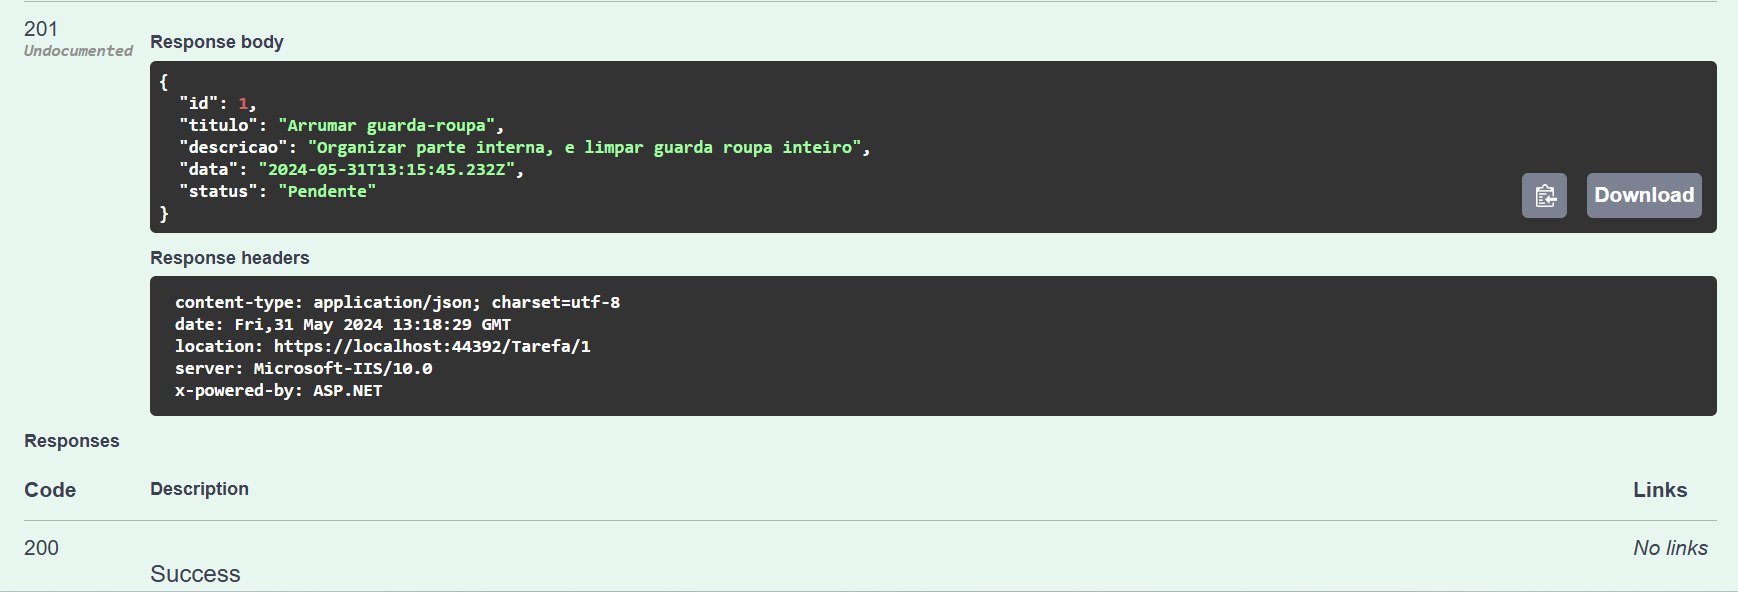 201
Undocumented
Response body
{
"id": 1,
"titulo": "Arrumar guarda-roupa",
"descricao": "Organizar parte interna, e limpar guarda roupa inteiro",
"data": "2024-05-31T13:15:45.232Z",
"status": "Pendente"
}
Download
Response headers
content-type: application/json; charset=utf-8
date: Fri,31 May 2024 13:18:29 GMT
location: https://localhost:44392/Tarefa/1
server: Microsoft-IIS/10.0
x-powered-by: ASP.NET
Responses
Code Description Links
200 No links
Success